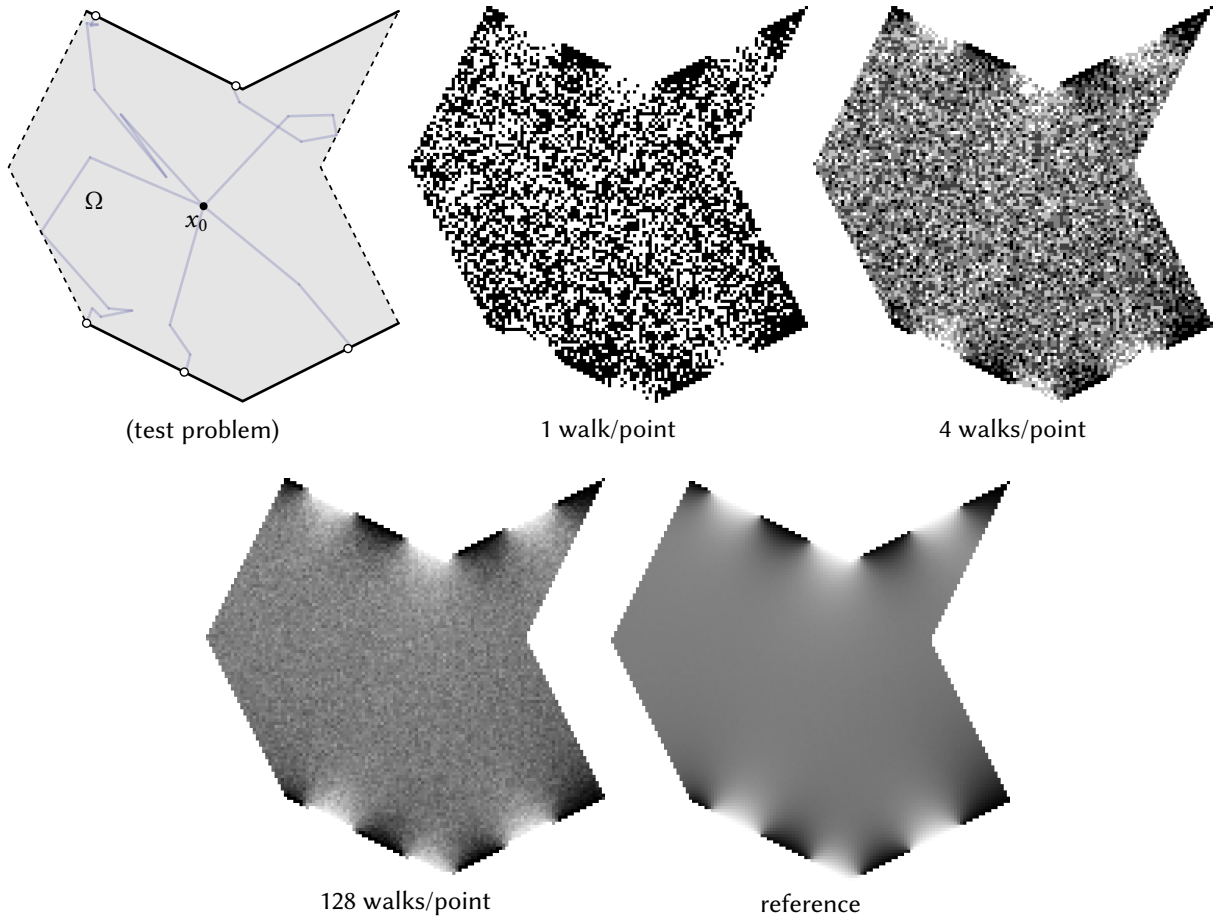 Ω
x₀
(test problem)
1 walk/point
4 walks/point
128 walks/point
reference